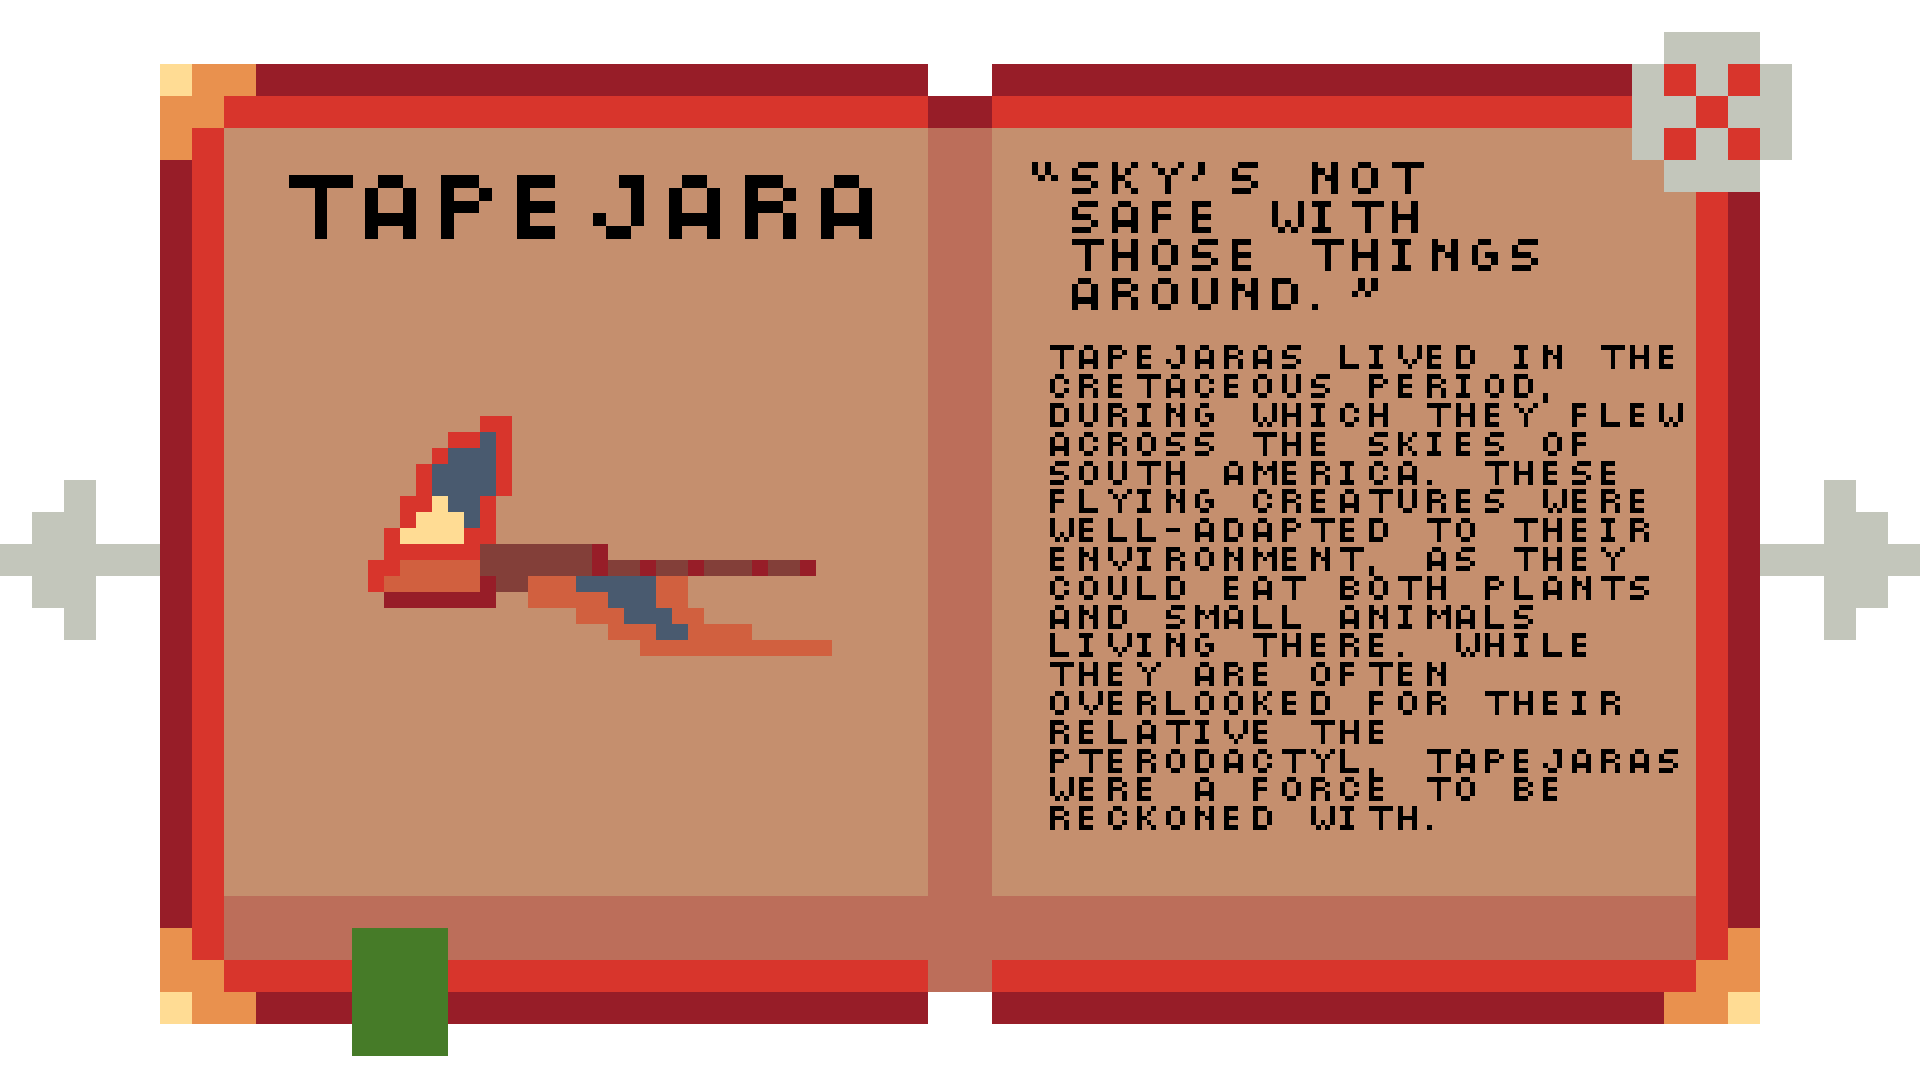 TAPEJARA
"SKY'S NOT
SAFE WITH
THOSE THINGS
AROUND."
TAPEJARAS LIVED IN THE
CRETACEOUS PERIOD,
DURING WHICH THEY FLEW
ACROSS THE SKIES OF
SOUTH AMERICA. THESE
FLYING CREATURES WERE
WELL-ADAPTED TO THEIR
ENVIRONMENT, AS THEY
COULD EAT BOTH PLANTS
AND SMALL ANIMALS
LIVING THERE. WHILE
THEY ARE OFTEN
OVERLOOKED FOR THEIR
RELATIVE THE
PTERODACTYL, TAPEJARAS
WERE A FORCE TO BE
RECKONED WITH.